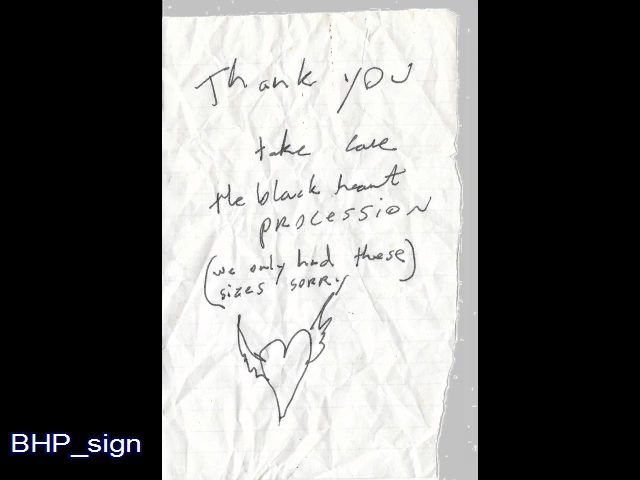 Thank YOU
take care
the black heart
PROCESSION
(we only had these
sizes SORRY)
BHP_sign